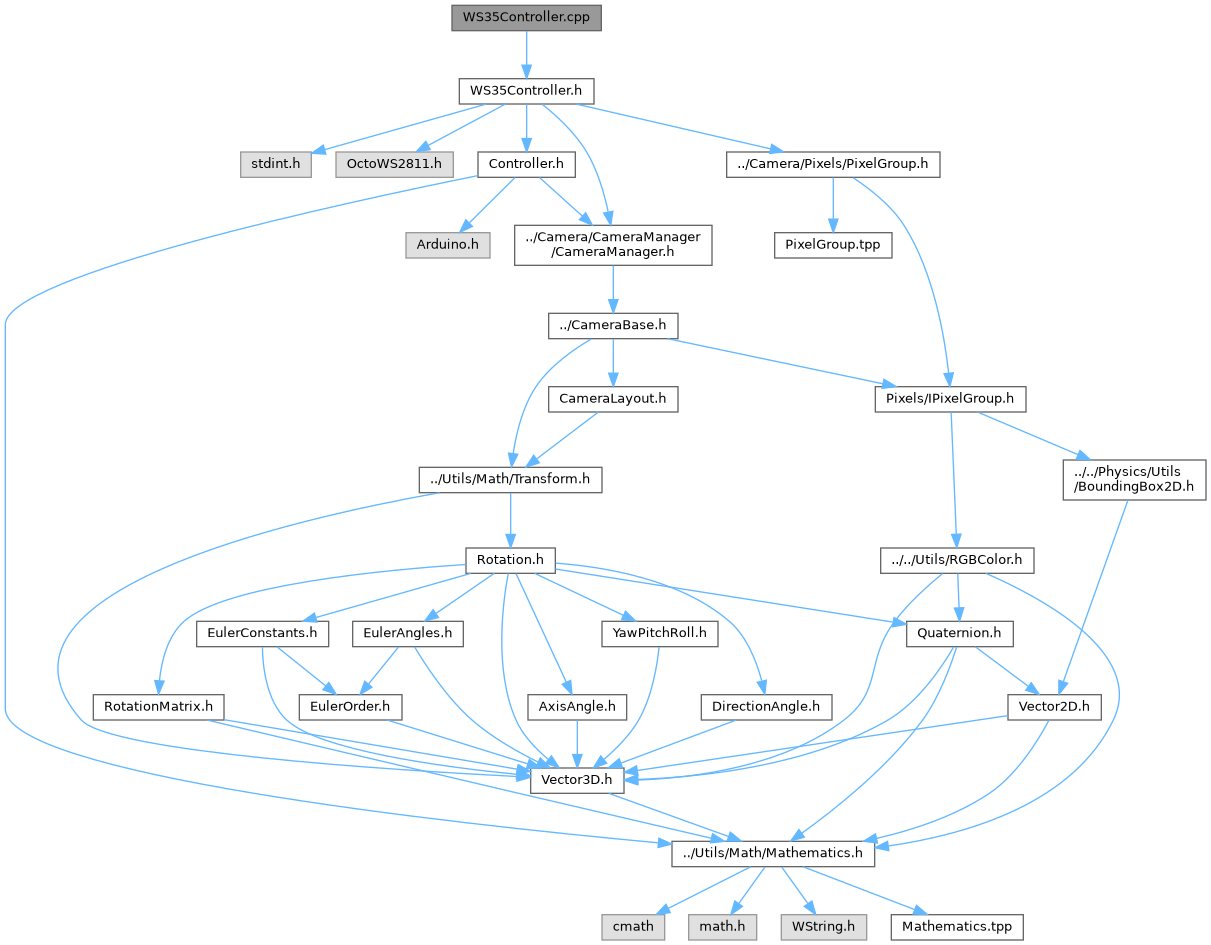 WS35Controller.cpp
WS35Controller.h
stdint.h
OctoWS2811.h
Controller.h
../Camera/Pixels/PixelGroup.h
Arduino.h
../Camera/CameraManager
/CameraManager.h
PixelGroup.tpp
../CameraBase.h
CameraLayout.h
Pixels/IPixelGroup.h
../Utils/Math/Transform.h
../../Physics/Utils
/BoundingBox2D.h
Rotation.h
../../Utils/RGBColor.h
EulerConstants.h
EulerAngles.h
YawPitchRoll.h
Quaternion.h
RotationMatrix.h
EulerOrder.h
AxisAngle.h
DirectionAngle.h
Vector2D.h
Vector3D.h
../Utils/Math/Mathematics.h
cmath
math.h
WString.h
Mathematics.tpp